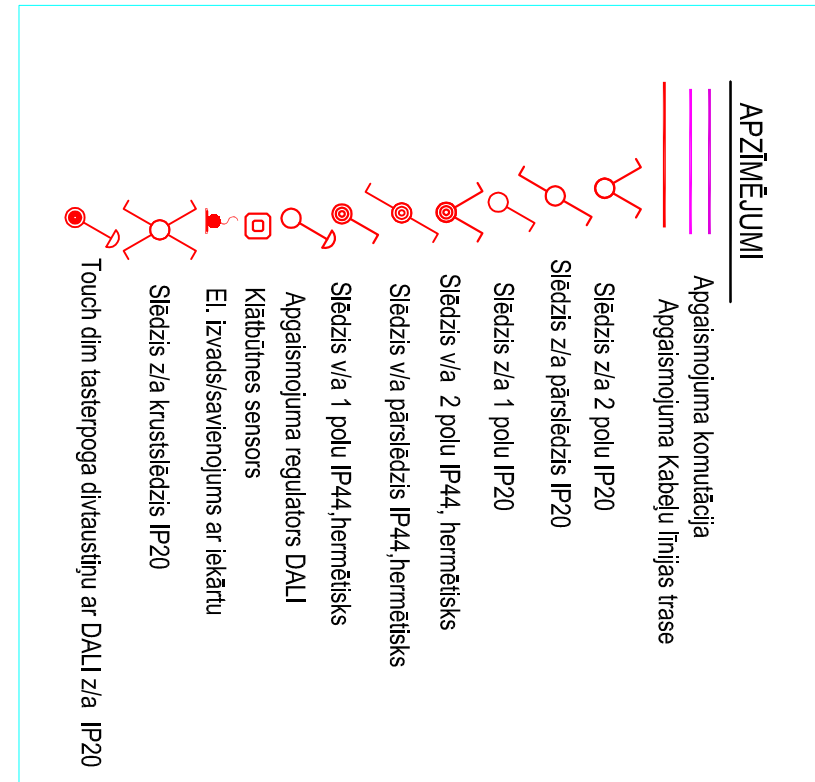 APZĪMĒJUMI
Apgaismojuma komutācija
Apgaismojuma Kabeļu līnijas trase
Slēdzis z/a 2 polu IP20
Slēdzis z/a pārslēdzis IP20
Slēdzis z/a 1 polu IP20
Slēdzis v/a 2 polu IP44, hermētisks
Slēdzis v/a pārslēdzis IP44,hermētisks
Slēdzis v/a 1 polu IP44,hermētisks
Apgaismojuma regulators DALI
Klātbūtnes sensors
El. izvads/savienojums ar iekārtu
Slēdzis z/a krustslēdzis IP20
Touch dim tasterpoga divtaustiņu ar DALI z/a IP20